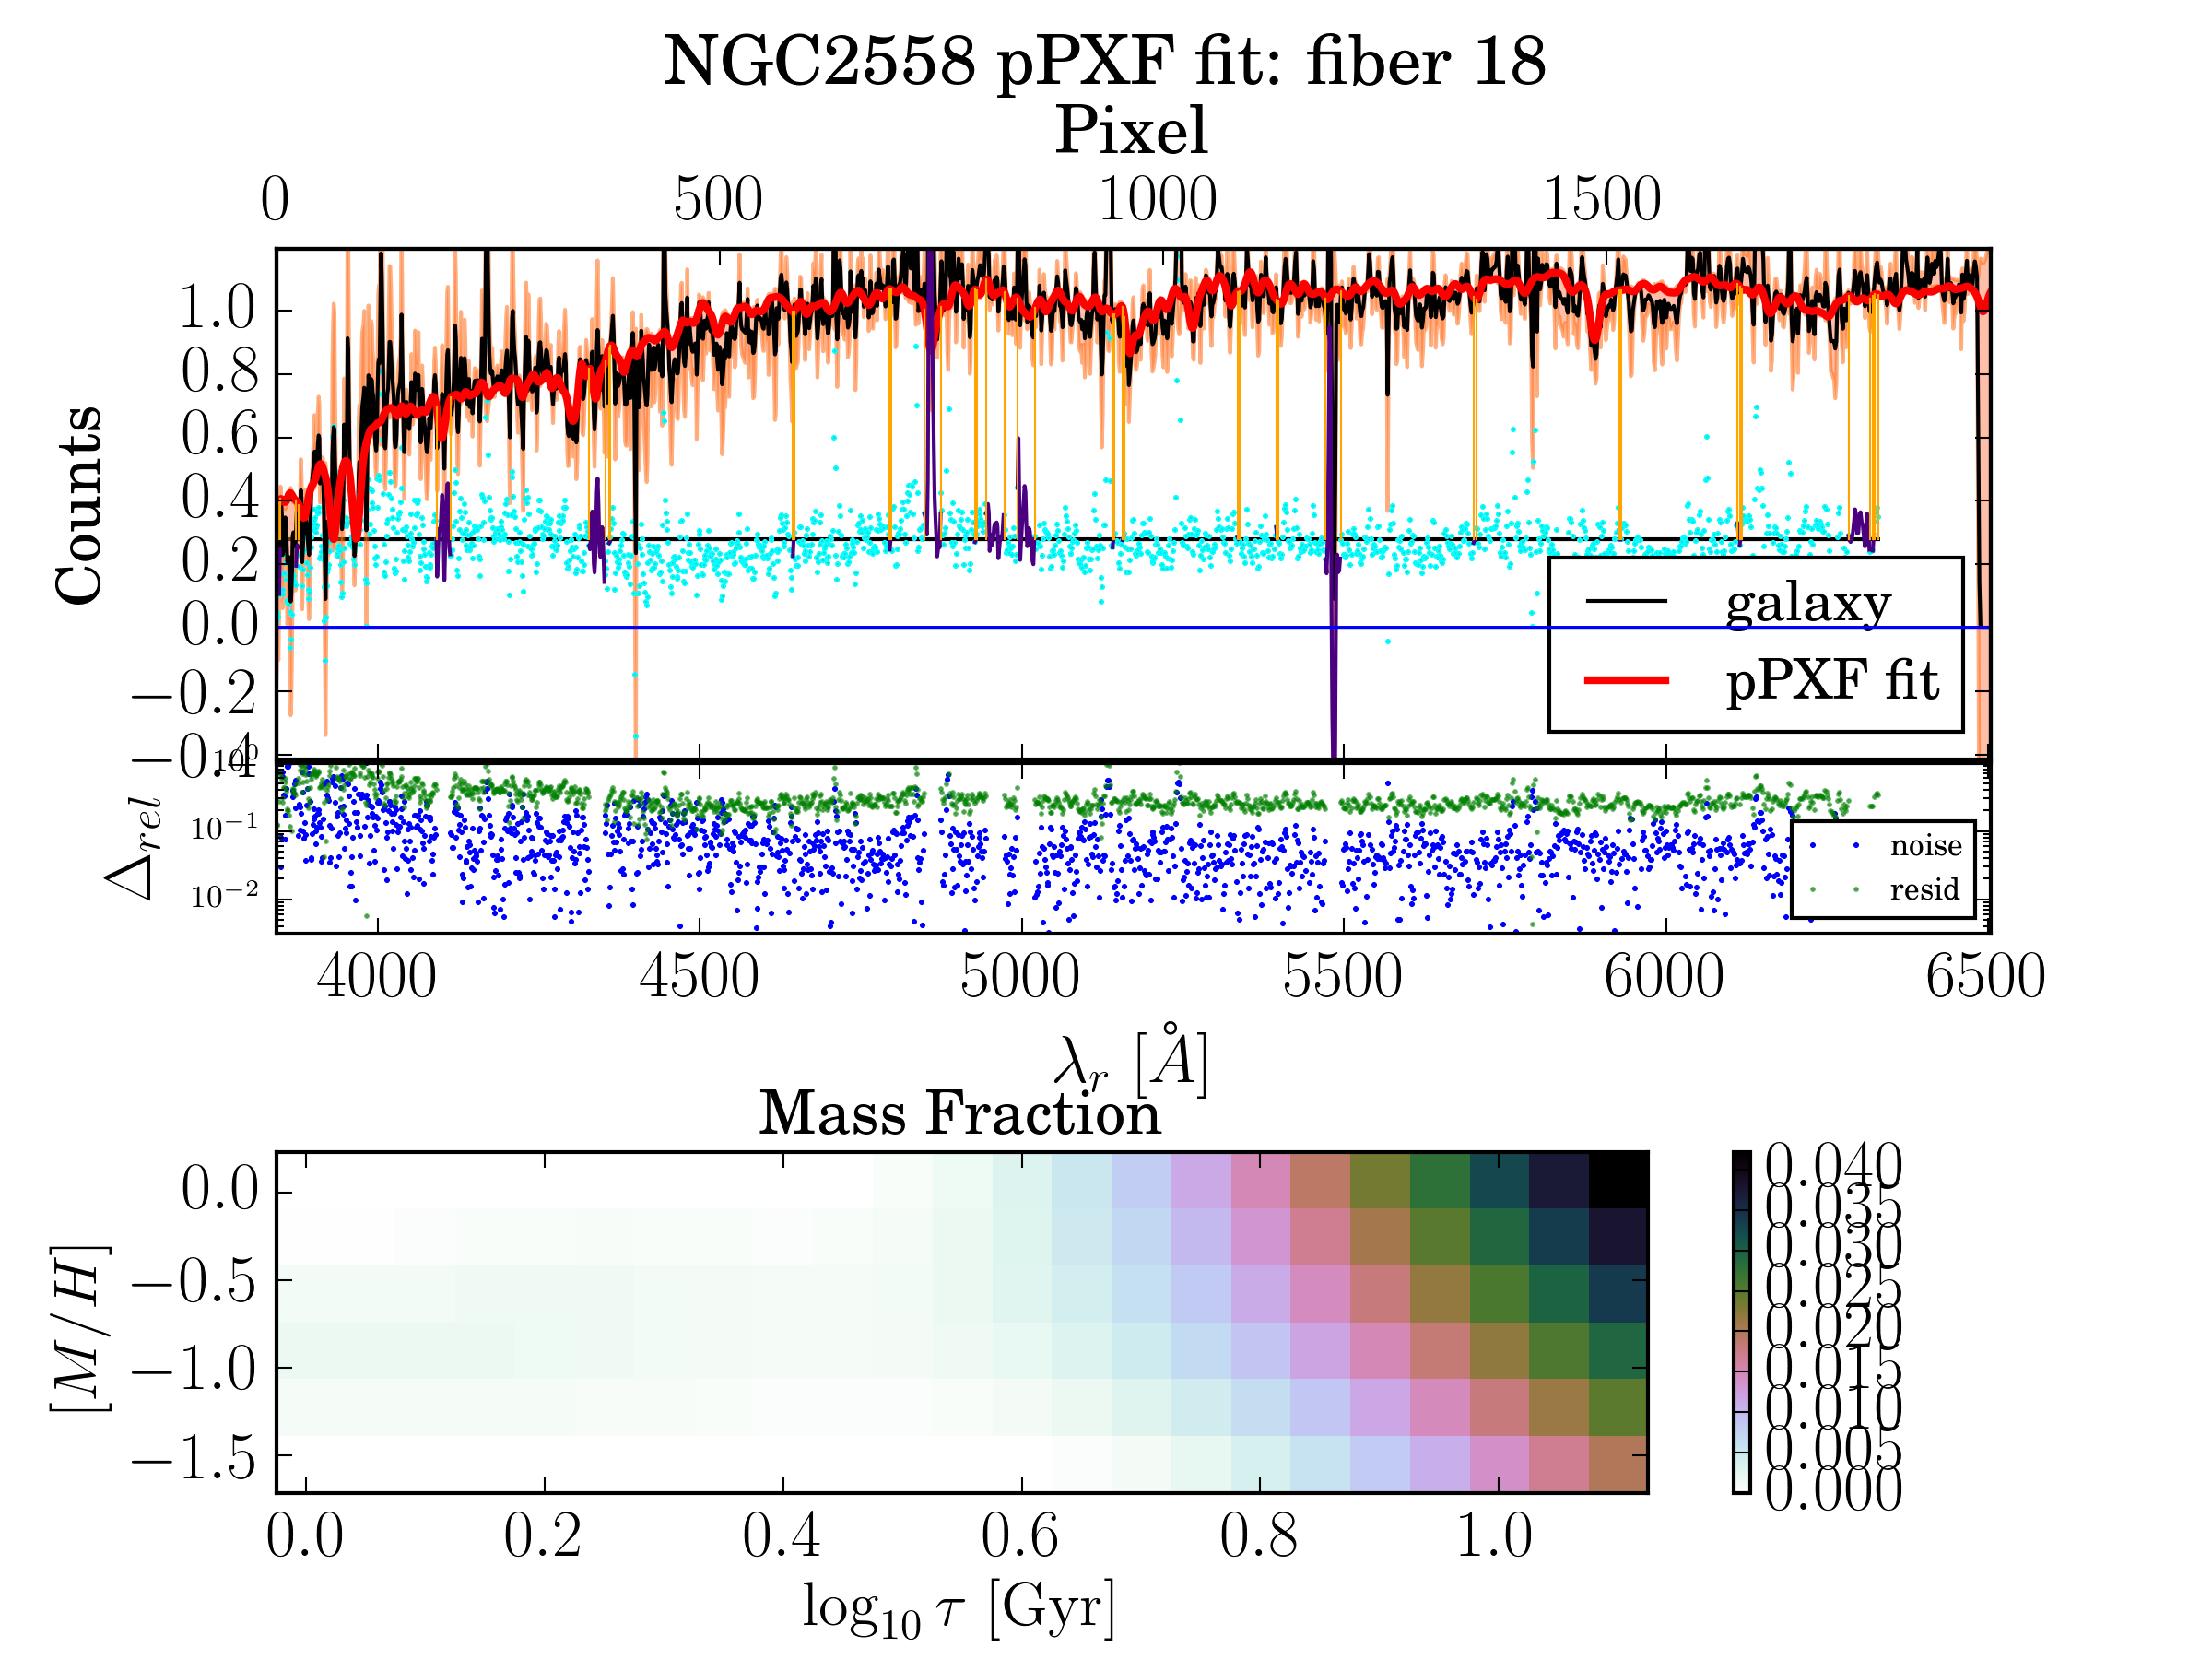 NGC2558 pPXF fit: fiber 18
Pixel
0 500 1000 1500
Counts
1.0
0.8
0.6
0.4
0.2
0.0
−0.2
−0.4
galaxy
pPXF fit
Δrel
10⁰
10⁻¹
10⁻²
noise
resid
4000 4500 5000 5500 6000 6500
λr [Å]
Mass Fraction
[M/H]
0.0
−0.5
−1.0
−1.5
0.0 0.2 0.4 0.6 0.8 1.0
log₁₀ τ [Gyr]
0.040
0.035
0.030
0.025
0.020
0.015
0.010
0.005
0.000